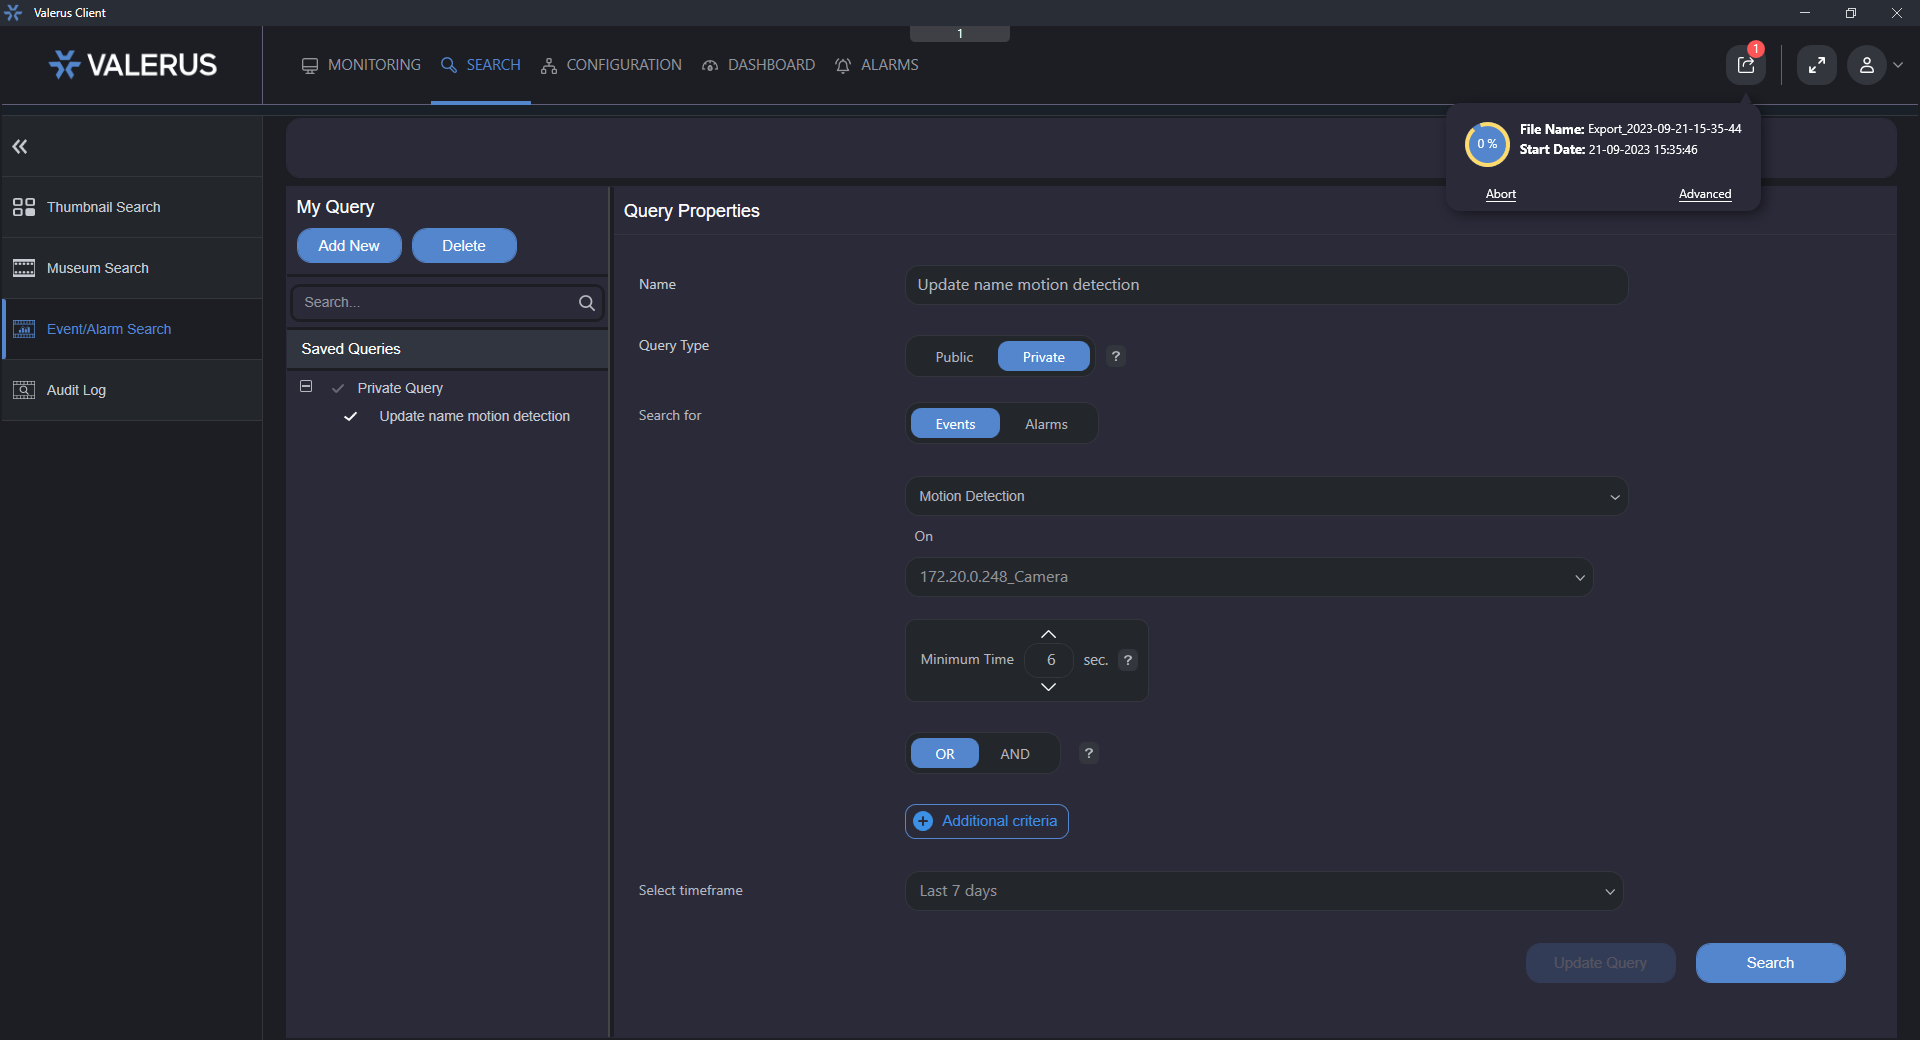 Valerus Client
1
VALERUS
MONITORING
SEARCH
CONFIGURATION
DASHBOARD
ALARMS
1
0 %
File Name: Export_2023-09-21-15-35-44
Start Date: 21-09-2023 15:35:46
Abort
Advanced
Thumbnail Search
Museum Search
Event/Alarm Search
Audit Log
My Query
Add New
Delete
Search...
Saved Queries
Private Query
Update name motion detection
Query Properties
Name
Update name motion detection
Query Type
Public
Private
?
Search for
Events
Alarms
Motion Detection
On
172.20.0.248_Camera
Minimum Time
6
sec.
?
OR
AND
?
Additional criteria
Select timeframe
Last 7 days
Update Query
Search